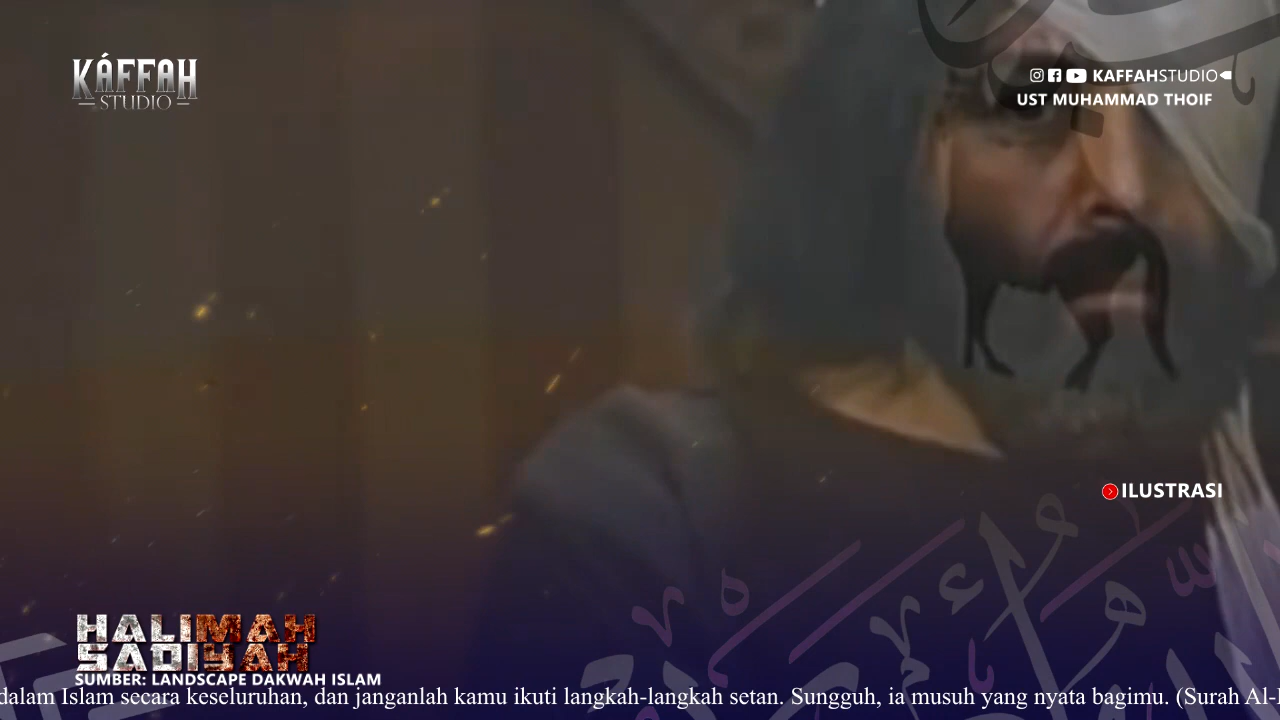 KÁFFAH
STUDIO
KAFFAHSTUDIO
UST MUHAMMAD THOIF
ILUSTRASI
HALIMAH
SADIYAH
SUMBER: LANDSCAPE DAKWAH ISLAM
dalam Islam secara keseluruhan, dan janganlah kamu ikuti langkah-langkah setan. Sungguh, ia musuh yang nyata bagimu. (Surah Al-